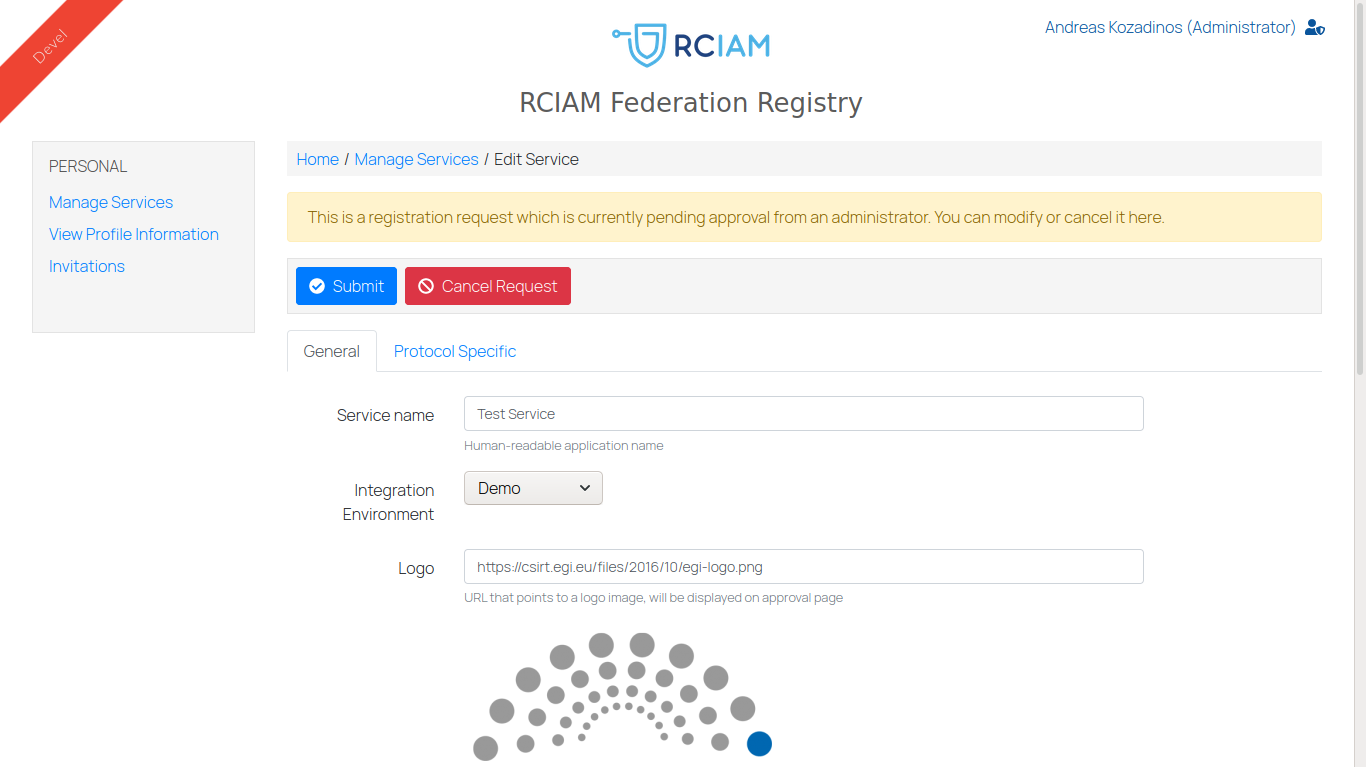 Devel
RCIAM
Andreas Kozadinos (Administrator)
RCIAM Federation Registry
PERSONAL
Manage Services
View Profile Information
Invitations
Home / Manage Services / Edit Service
This is a registration request which is currently pending approval from an administrator. You can modify or cancel it here.
Submit Cancel Request
General Protocol Specific
Service name Test Service
Human-readable application name
Integration Environment Demo
Logo https://csirt.egi.eu/files/2016/10/egi-logo.png
URL that points to a logo image, will be displayed on approval page